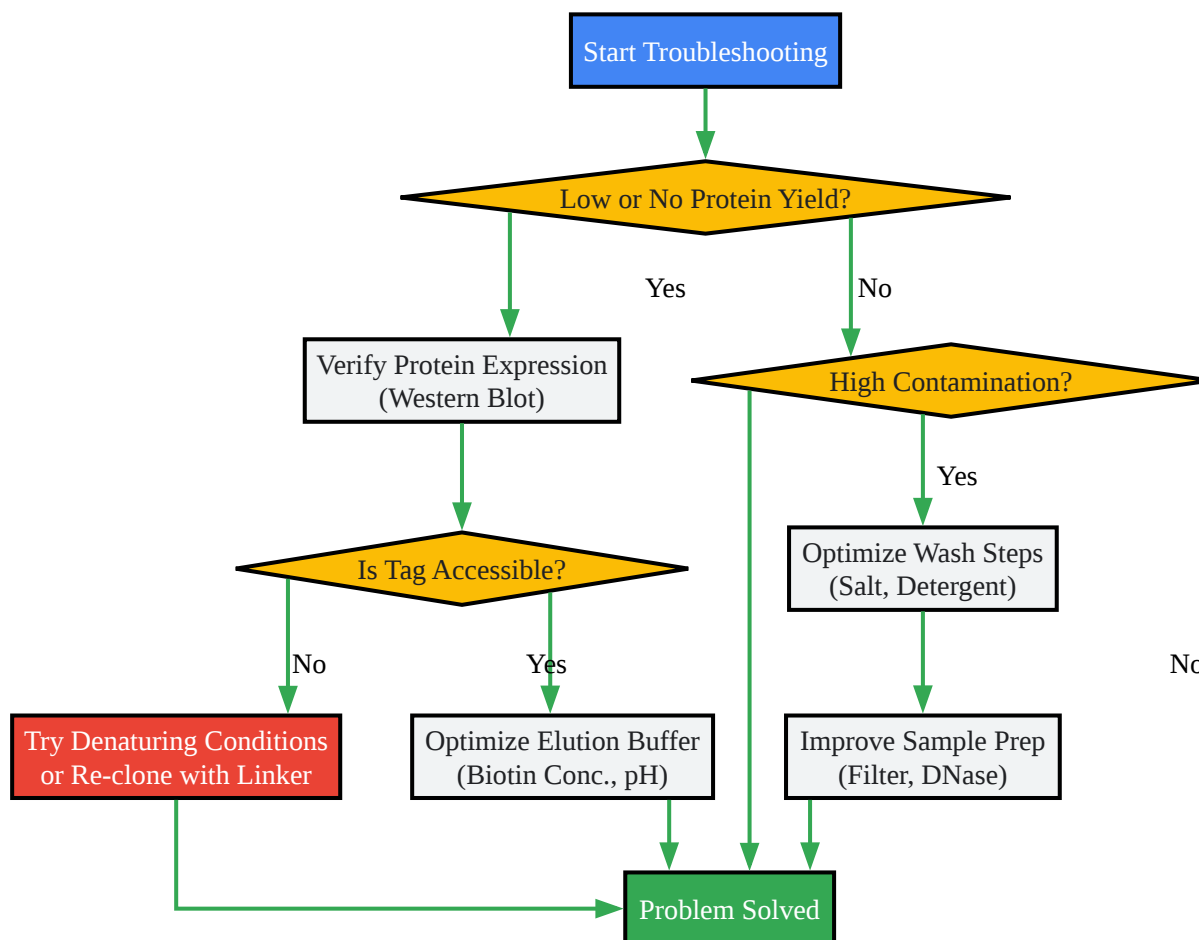 Start Troubleshooting
Low or No Protein Yield?
Yes
No
Verify Protein Expression
(Western Blot)
High Contamination?
Yes
Is Tag Accessible?
Optimize Wash Steps
(Salt, Detergent)
No
Yes
No
Try Denaturing Conditions
or Re-clone with Linker
Optimize Elution Buffer
(Biotin Conc., pH)
Improve Sample Prep
(Filter, DNase)
Problem Solved